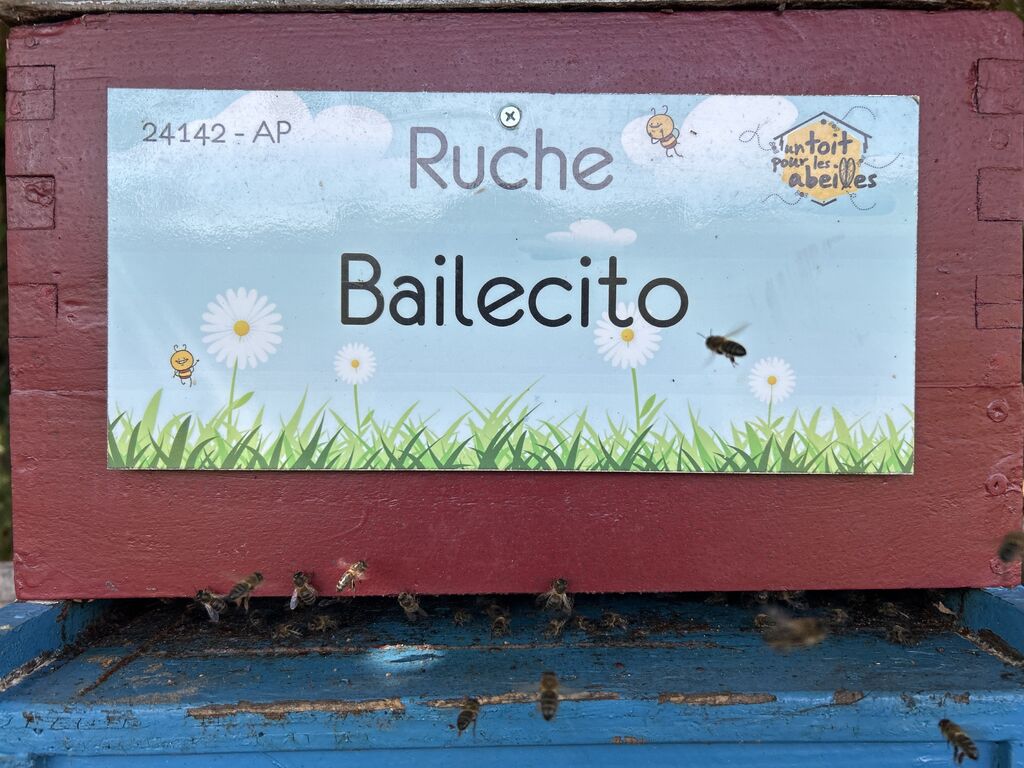 24142 - AP
Ruche
un toit
pour les
abeilles
Bailecito